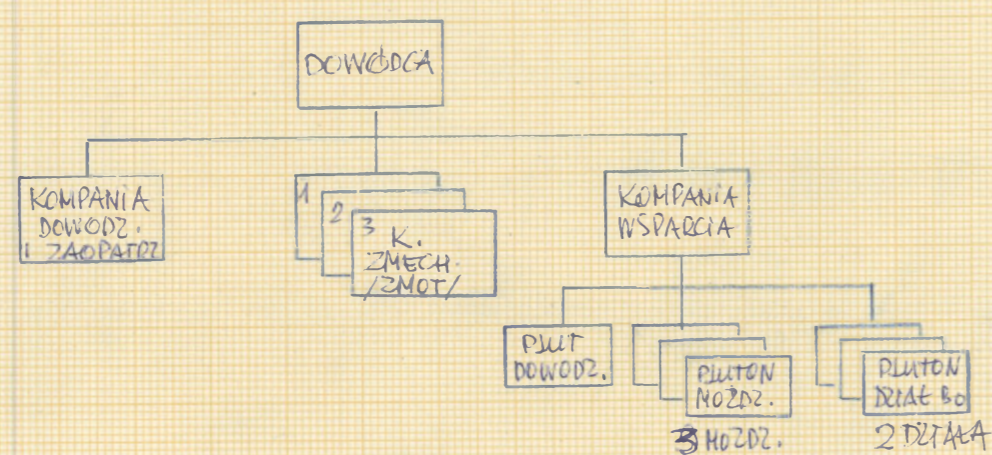 DOWÓDCA
KOMPANIA
DOWODZ.
I ZAOPATRZ
1
2
3
K.
ZMECH.
/ZMOT/
KOMPANIA
WSPARCIA
PLUT
DOWODZ.
PLUTON
MOŹDZ.
3 MOŹDZ.
PLUTON
DZIAŁ B0
2 DZIAŁA